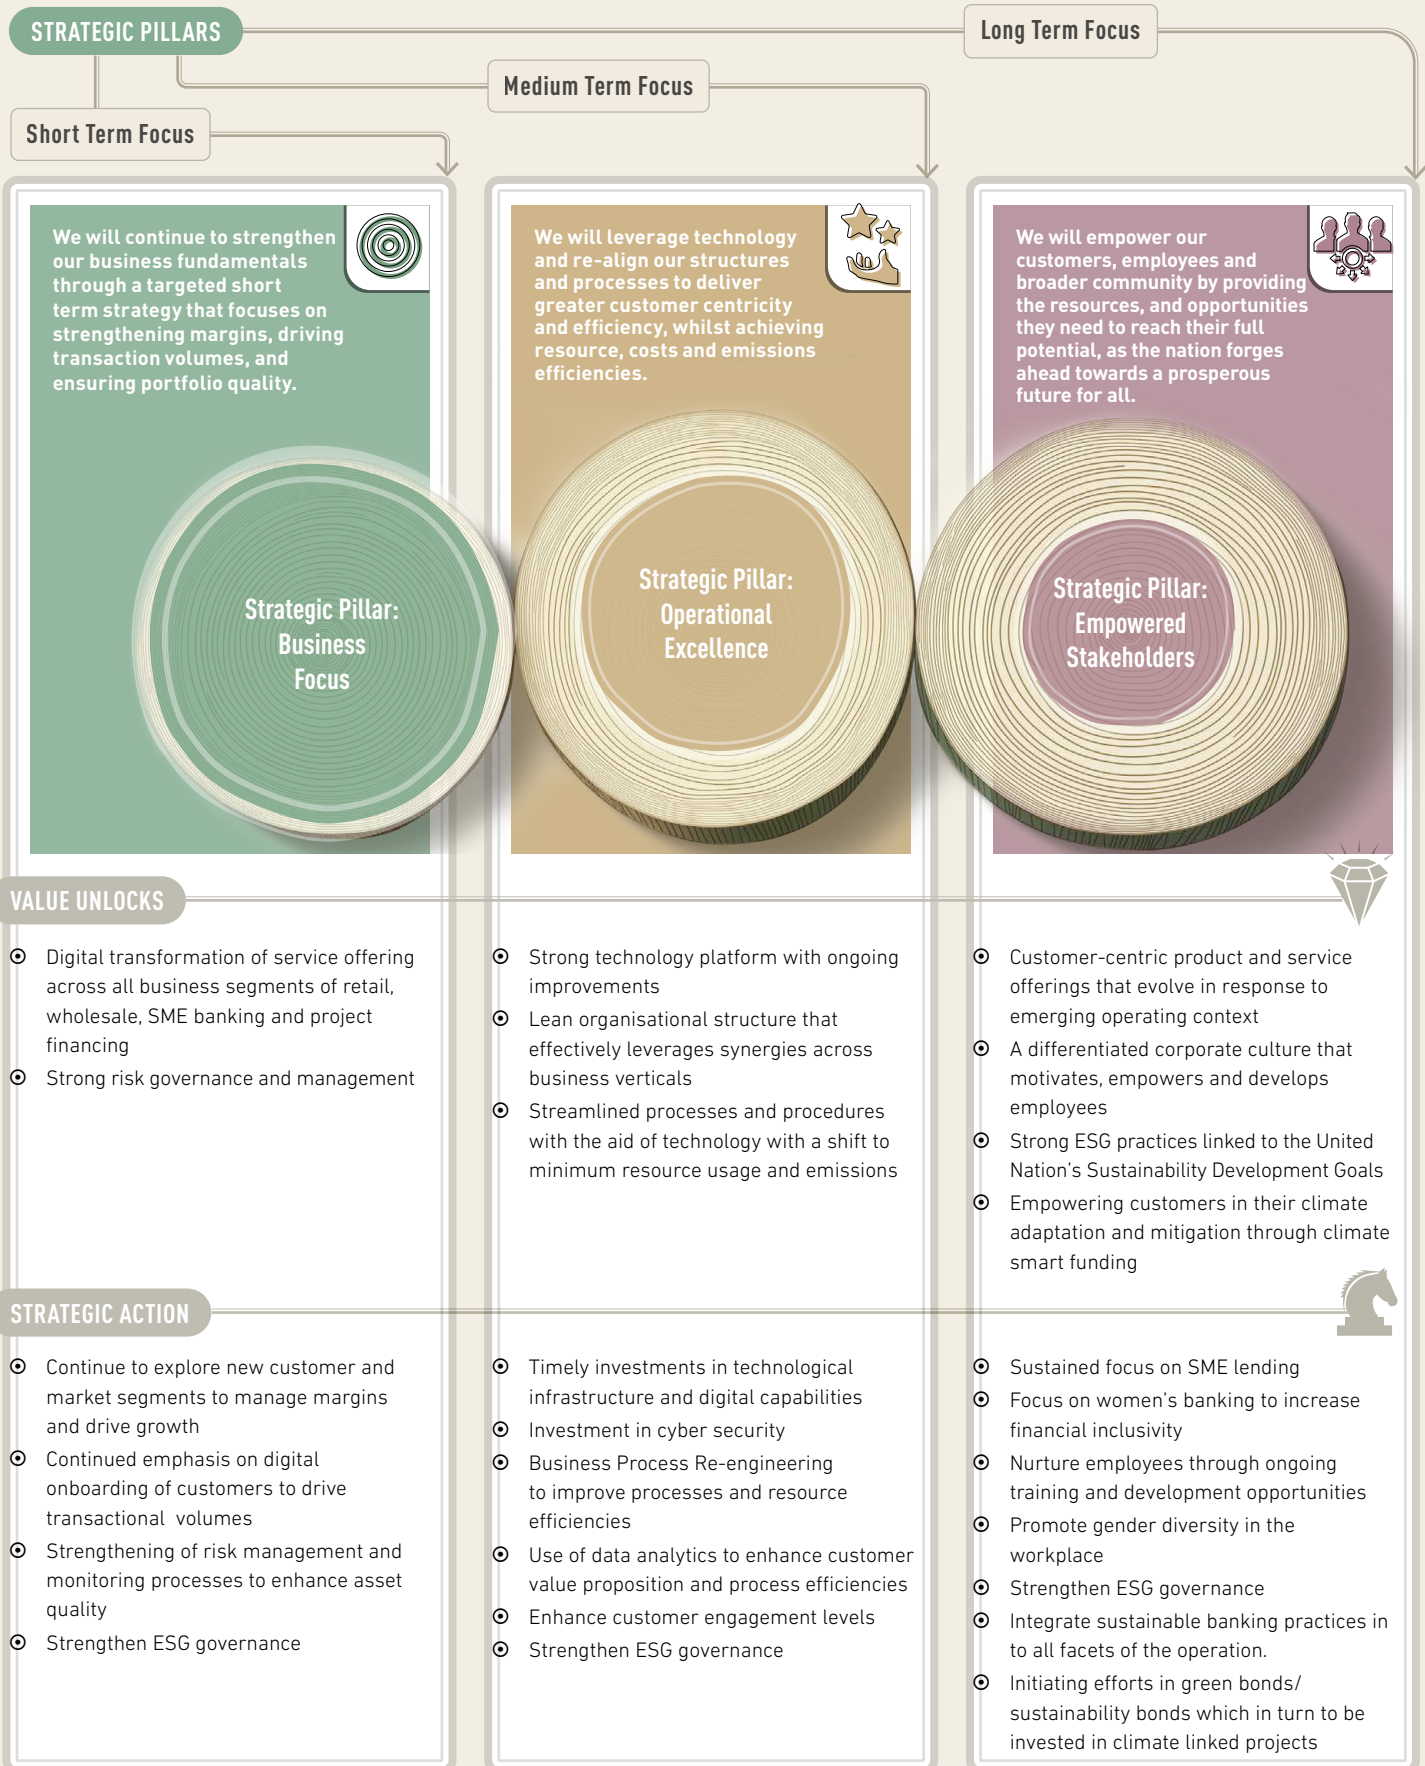 STRATEGIC PILLARS
Long Term Focus
Medium Term Focus
Short Term Focus
We will continue to strengthen
our business fundamentals
through a targeted short
term strategy that focuses on
strengthening margins, driving
transaction volumes, and
ensuring portfolio quality.
Strategic Pillar:
Business
Focus
We will leverage technology
and re-align our structures
and processes to deliver
greater customer centricity
and efficiency, whilst achieving
resource, costs and emissions
efficiencies.
Strategic Pillar:
Operational
Excellence
We will empower our
customers, employees and
broader community by providing
the resources, and opportunities
they need to reach their full
potential, as the nation forges
ahead towards a prosperous
future for all.
Strategic Pillar:
Empowered
Stakeholders
VALUE UNLOCKS
Digital transformation of service offering
across all business segments of retail,
wholesale, SME banking and project
financing
Strong risk governance and management
Strong technology platform with ongoing
improvements
Lean organisational structure that
effectively leverages synergies across
business verticals
Streamlined processes and procedures
with the aid of technology with a shift to
minimum resource usage and emissions
Customer-centric product and service
offerings that evolve in response to
emerging operating context
A differentiated corporate culture that
motivates, empowers and develops
employees
Strong ESG practices linked to the United
Nation's Sustainability Development Goals
Empowering customers in their climate
adaptation and mitigation through climate
smart funding
STRATEGIC ACTION
Continue to explore new customer and
market segments to manage margins
and drive growth
Continued emphasis on digital
onboarding of customers to drive
transactional volumes
Strengthening of risk management and
monitoring processes to enhance asset
quality
Strengthen ESG governance
Timely investments in technological
infrastructure and digital capabilities
Investment in cyber security
Business Process Re-engineering
to improve processes and resource
efficiencies
Use of data analytics to enhance customer
value proposition and process efficiencies
Enhance customer engagement levels
Strengthen ESG governance
Sustained focus on SME lending
Focus on women's banking to increase
financial inclusivity
Nurture employees through ongoing
training and development opportunities
Promote gender diversity in the
workplace
Strengthen ESG governance
Integrate sustainable banking practices in
to all facets of the operation.
Initiating efforts in green bonds/
sustainability bonds which in turn to be
invested in climate linked projects